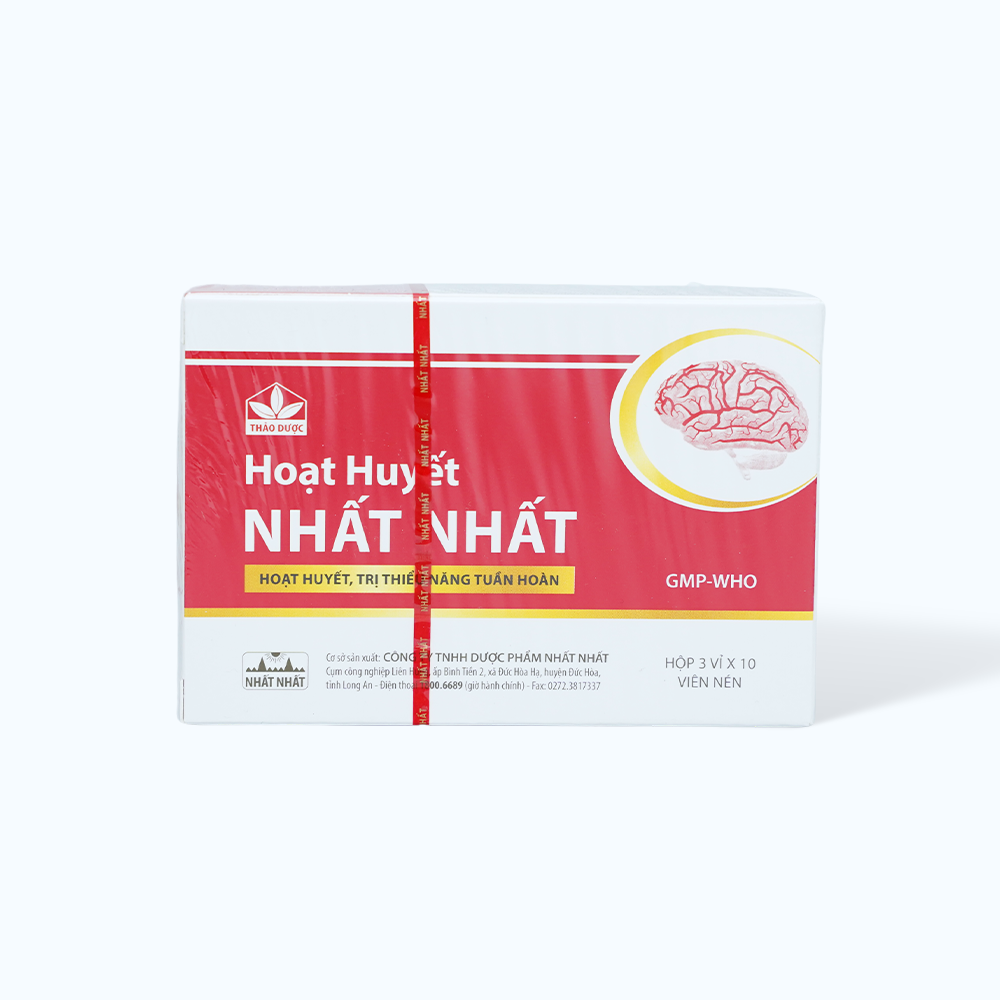 THẢO DƯỢC
Hoạt Huyết
NHẤT NHẤT
HOẠT HUYẾT, TRỊ THIỂU NĂNG TUẦN HOÀN
GMP-WHO
NHẤT NHẤT
Cơ sở sản xuất: CÔNG TY TNHH DƯỢC PHẨM NHẤT NHẤT
Cụm công nghiệp Liên Hưng, ấp Bình Tiền 2, xã Đức Hòa Hạ, huyện Đức Hòa,
tỉnh Long An - Điện thoại: 1800.6689 (giờ hành chính) - Fax: 0272.3817337
HỘP 3 VỈ X 10
VIÊN NÉN
NHẤT NHẤT NHẤT NHẤT NHẤT NHẤT NHẤT NHẤT NHẤT